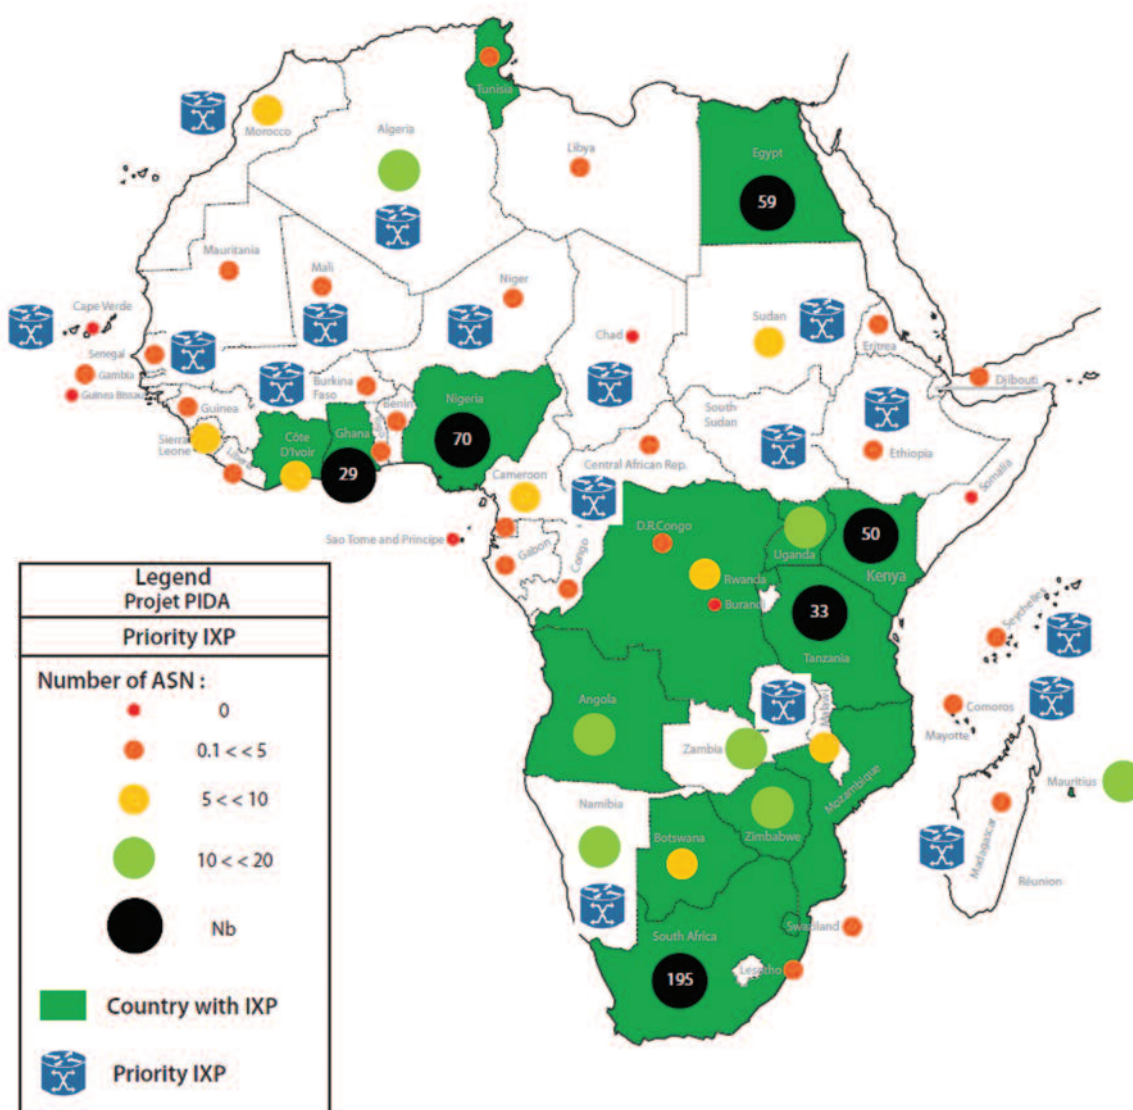 Tunisia
Morocco
Algeria
Libya
Egypt
59
Mauritania
Mali
Niger
Cape Verde
Chad
Sudan
Eritrea
Senegal
Gambia
Guinea Bissau
Djibouti
Burkina
Faso
Guinea
Benin
Nigeria
70
South
Sudan
Sierra
Leone
Côte
D'Ivoir
Ghana
29
Ethiopia
Central African Rep.
Cameroon
Somalia
Sao Tome and Principe
Gabon
Congo
D.R.Congo
Uganda
50
Kenya
Rwanda
Burandi
33
Tanzania
Seychelles
Angola
Malawi
Comoros
Mayotte
Zambia
Mozambique
Mauritius
Namibia
Botswana
Zimbabwe
Madagascar
Réunion
South Africa
Swaziland
Lesotho
195
Legend
Projet PIDA
Priority IXP
Number of ASN :
0
0.1 < < 5
5 < < 10
10 < < 20
Nb
Country with IXP
Priority IXP